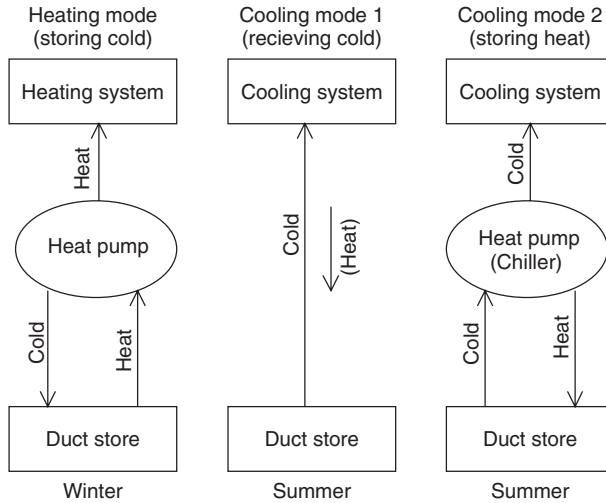 Heating mode
(storing cold)
Heating system
Heat
Heat pump
Cold
Heat
Duct store
Winter
Cooling mode 1
(recieving cold)
Cooling system
Cold
(Heat)
Duct store
Summer
Cooling mode 2
(storing heat)
Cooling system
Cold
Heat pump
(Chiller)
Cold
Heat
Duct store
Summer